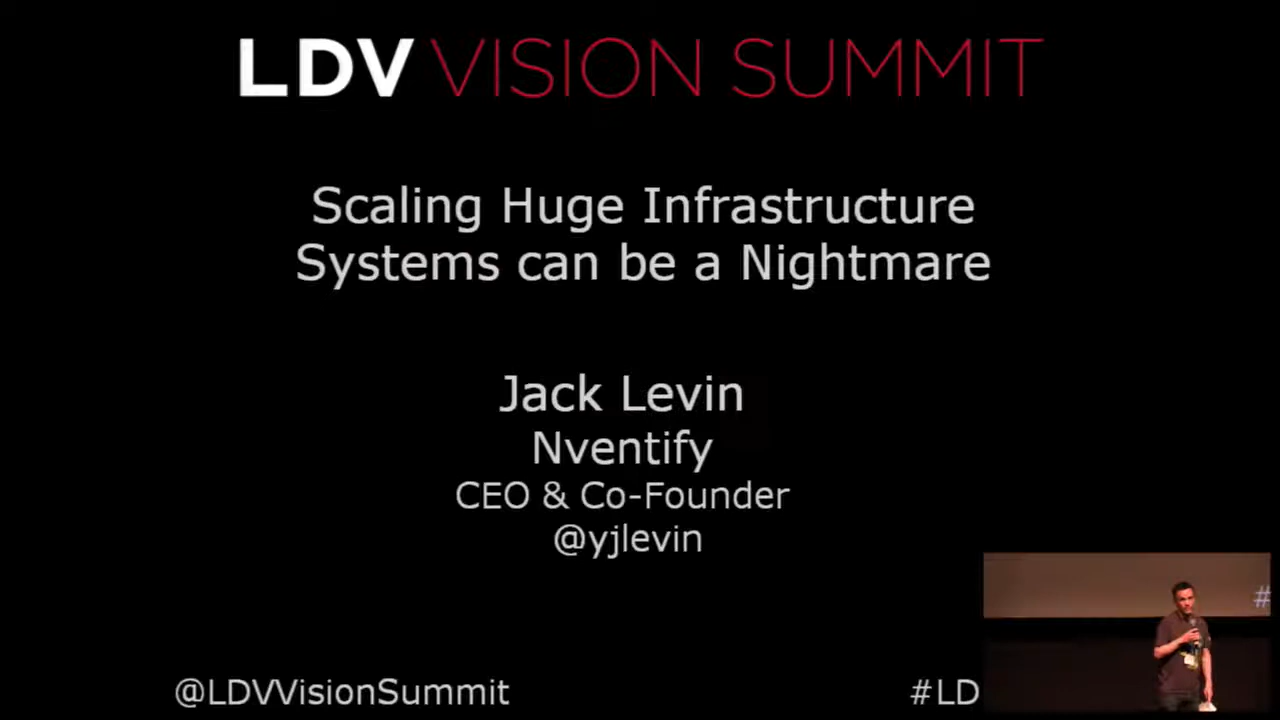 LDV VISION SUMMIT
Scaling Huge Infrastructure
Systems can be a Nightmare
Jack Levin
Nventify
CEO & Co-Founder
@yjlevin
@LDVVisionSummit
#LD
#